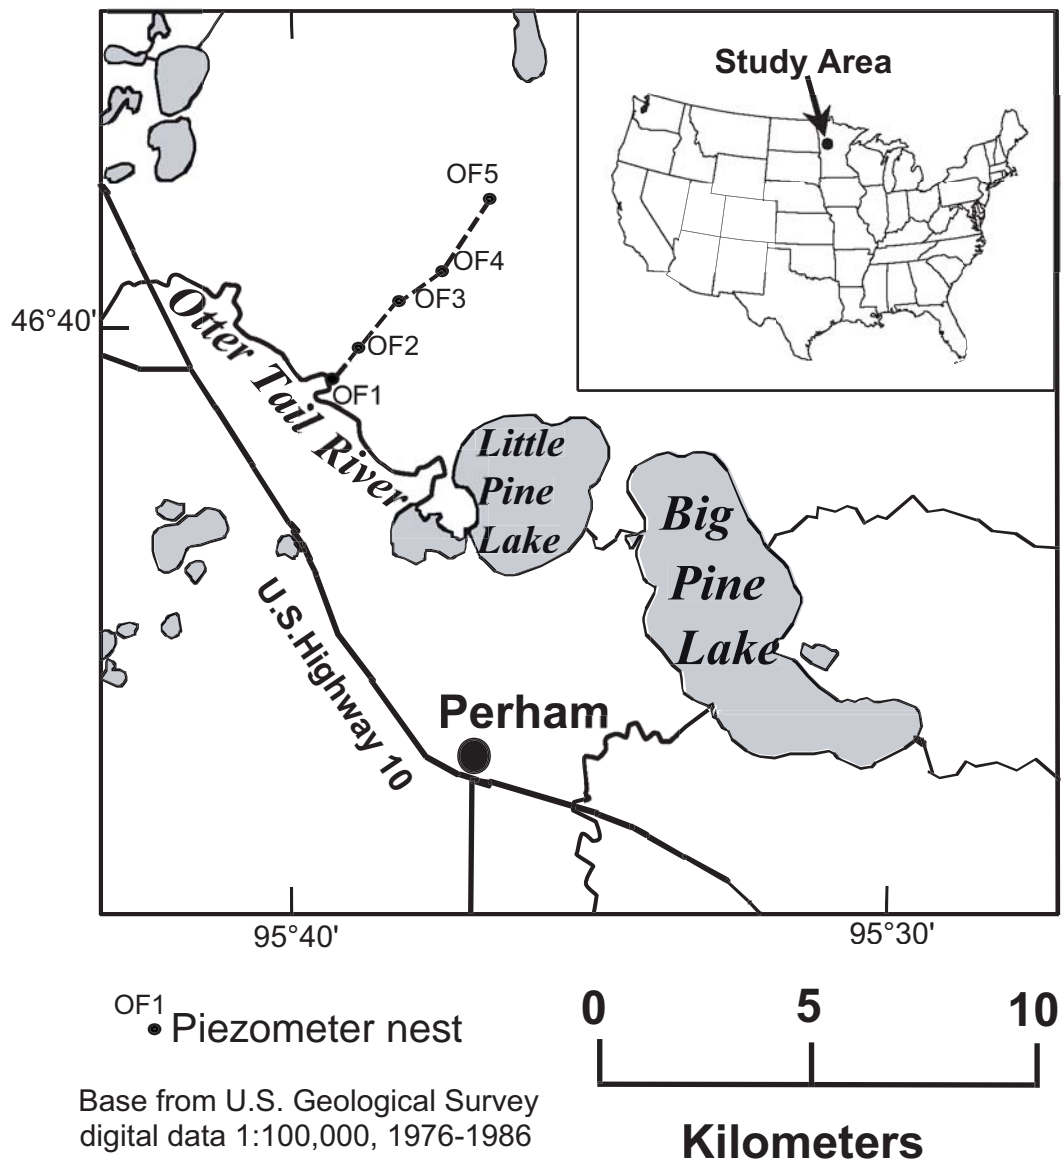 Study Area
OF5
OF4
OF3
46°40'
OF2
OF1
Otter Tail River
Little
Pine
Lake
Big
Pine
Lake
U.S.Highway 10
Perham
95°40'
95°30'
OF1
Piezometer nest
0 5 10
Kilometers
Base from U.S. Geological Survey
digital data 1:100,000, 1976-1986